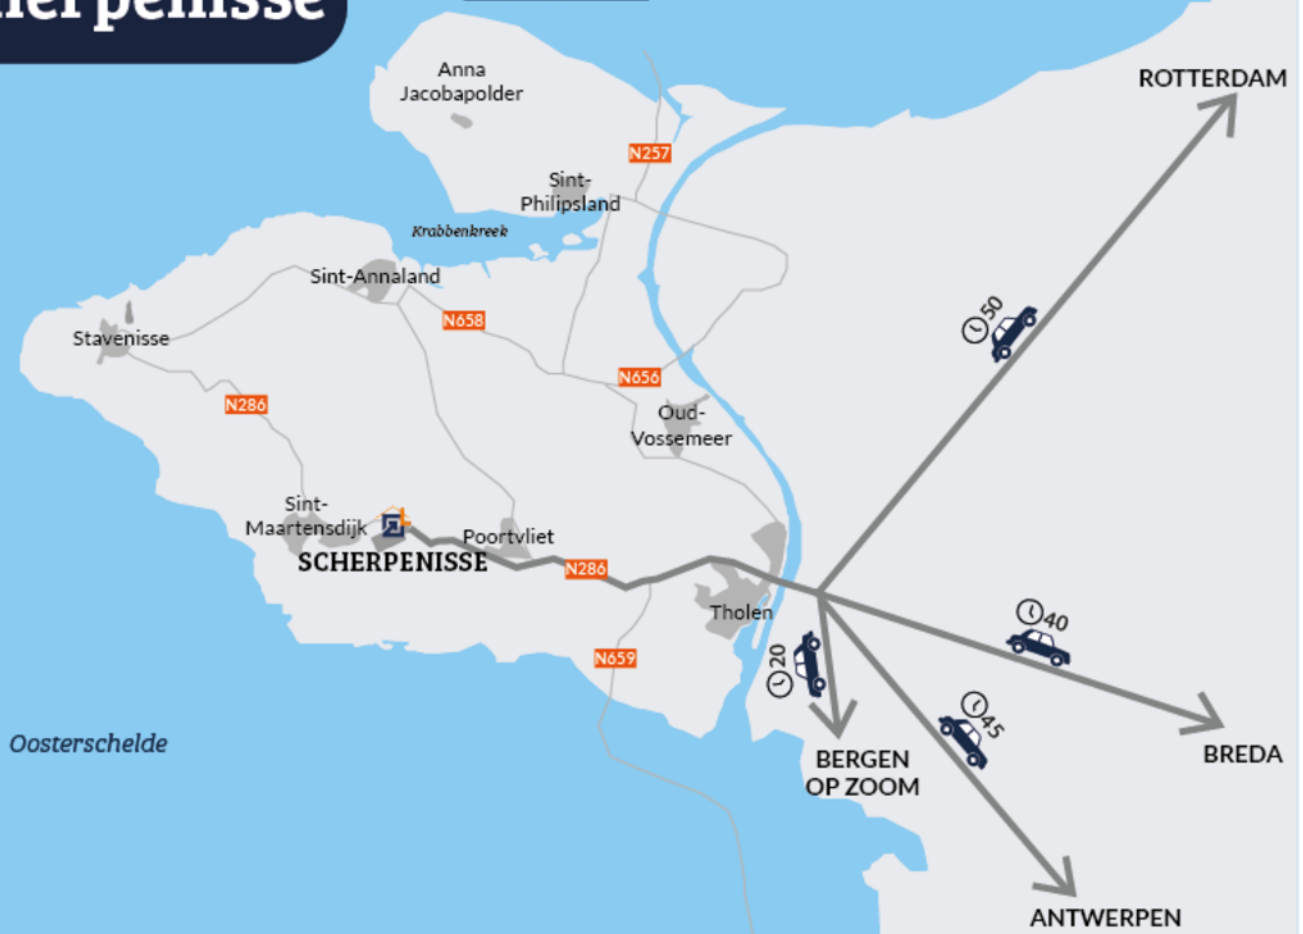 Anna
Jacobapolder
ROTTERDAM
N257
Sint-
Philipsland
Krabbenkreek
Sint-Annaland
50
N658
Stavenisse
N656
N286
Oud-
Vossemeer
Sint-
Maartensdijk
Poortvliet
SCHERPENISSE
N286
Tholen
40
20
N659
45
Oosterschelde
BERGEN
OP ZOOM
BREDA
ANTWERPEN